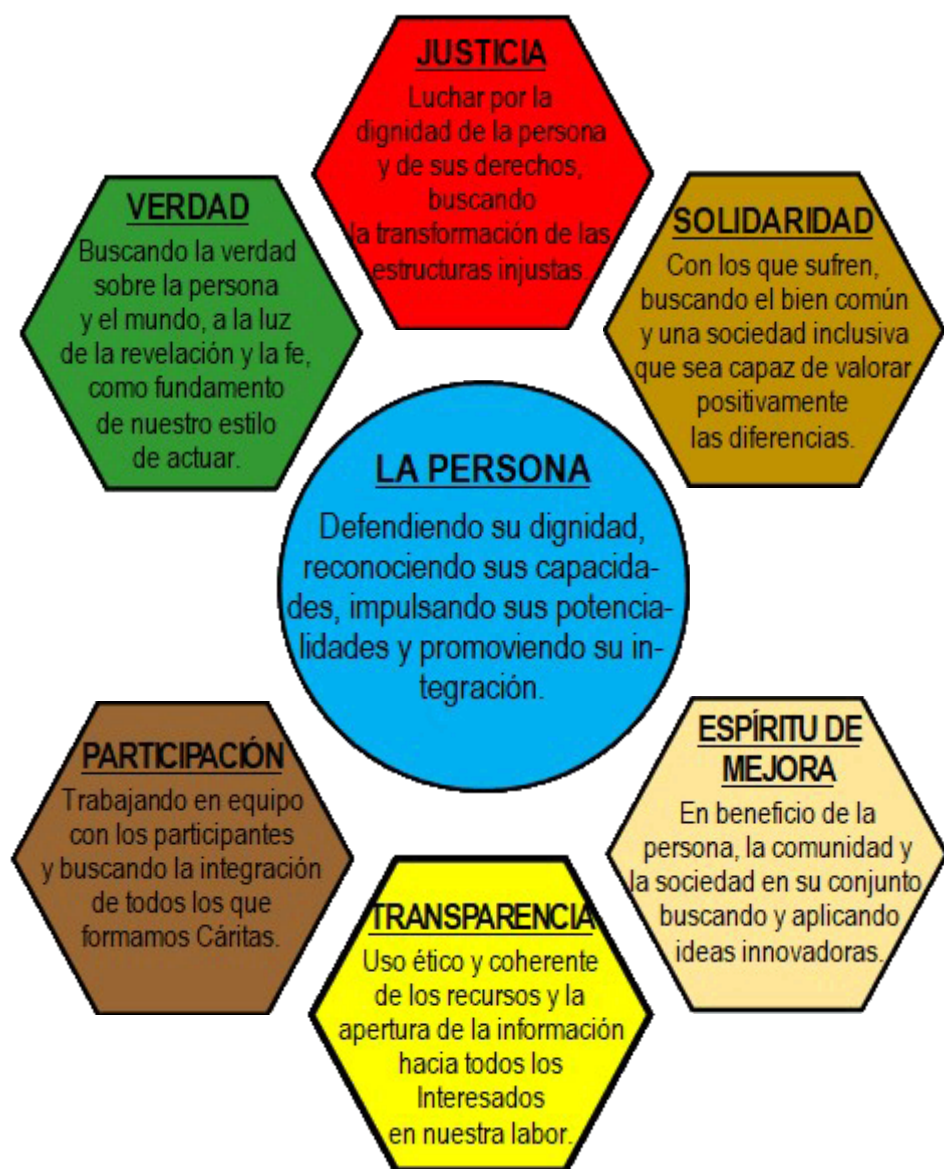 JUSTICIA
Luchar por la
dignidad de la persona
y de sus derechos,
buscando
la transformación de las
estructuras injustas
VERDAD
Buscando la verdad
sobre la persona
y el mundo, a la luz
de la revelación y la fe,
como fundamento
de nuestro estilo
de actuar.
SOLIDARIDAD
Con los que sufren,
buscando el bien común
y una sociedad inclusiva
que sea capaz de valorar
positivamente
las diferencias.
LA PERSONA
Defendiendo su dignidad,
reconociendo sus capacida-
des, impulsando sus potencia-
lidades y promoviendo su in-
tegración.
PARTICIPACIÓN
Trabajando en equipo
con los participantes
y buscando la integración
de todos los que
formamos Cáritas.
ESPÍRITU DE
MEJORA
En beneficio de la
persona, la comunidad y
la sociedad en su conjunto
buscando y aplicando
ideas innovadoras.
TRANSPARENCIA
Uso ético y coherente
de los recursos y la
apertura de la información
hacia todos los
Interesados
en nuestra labor.